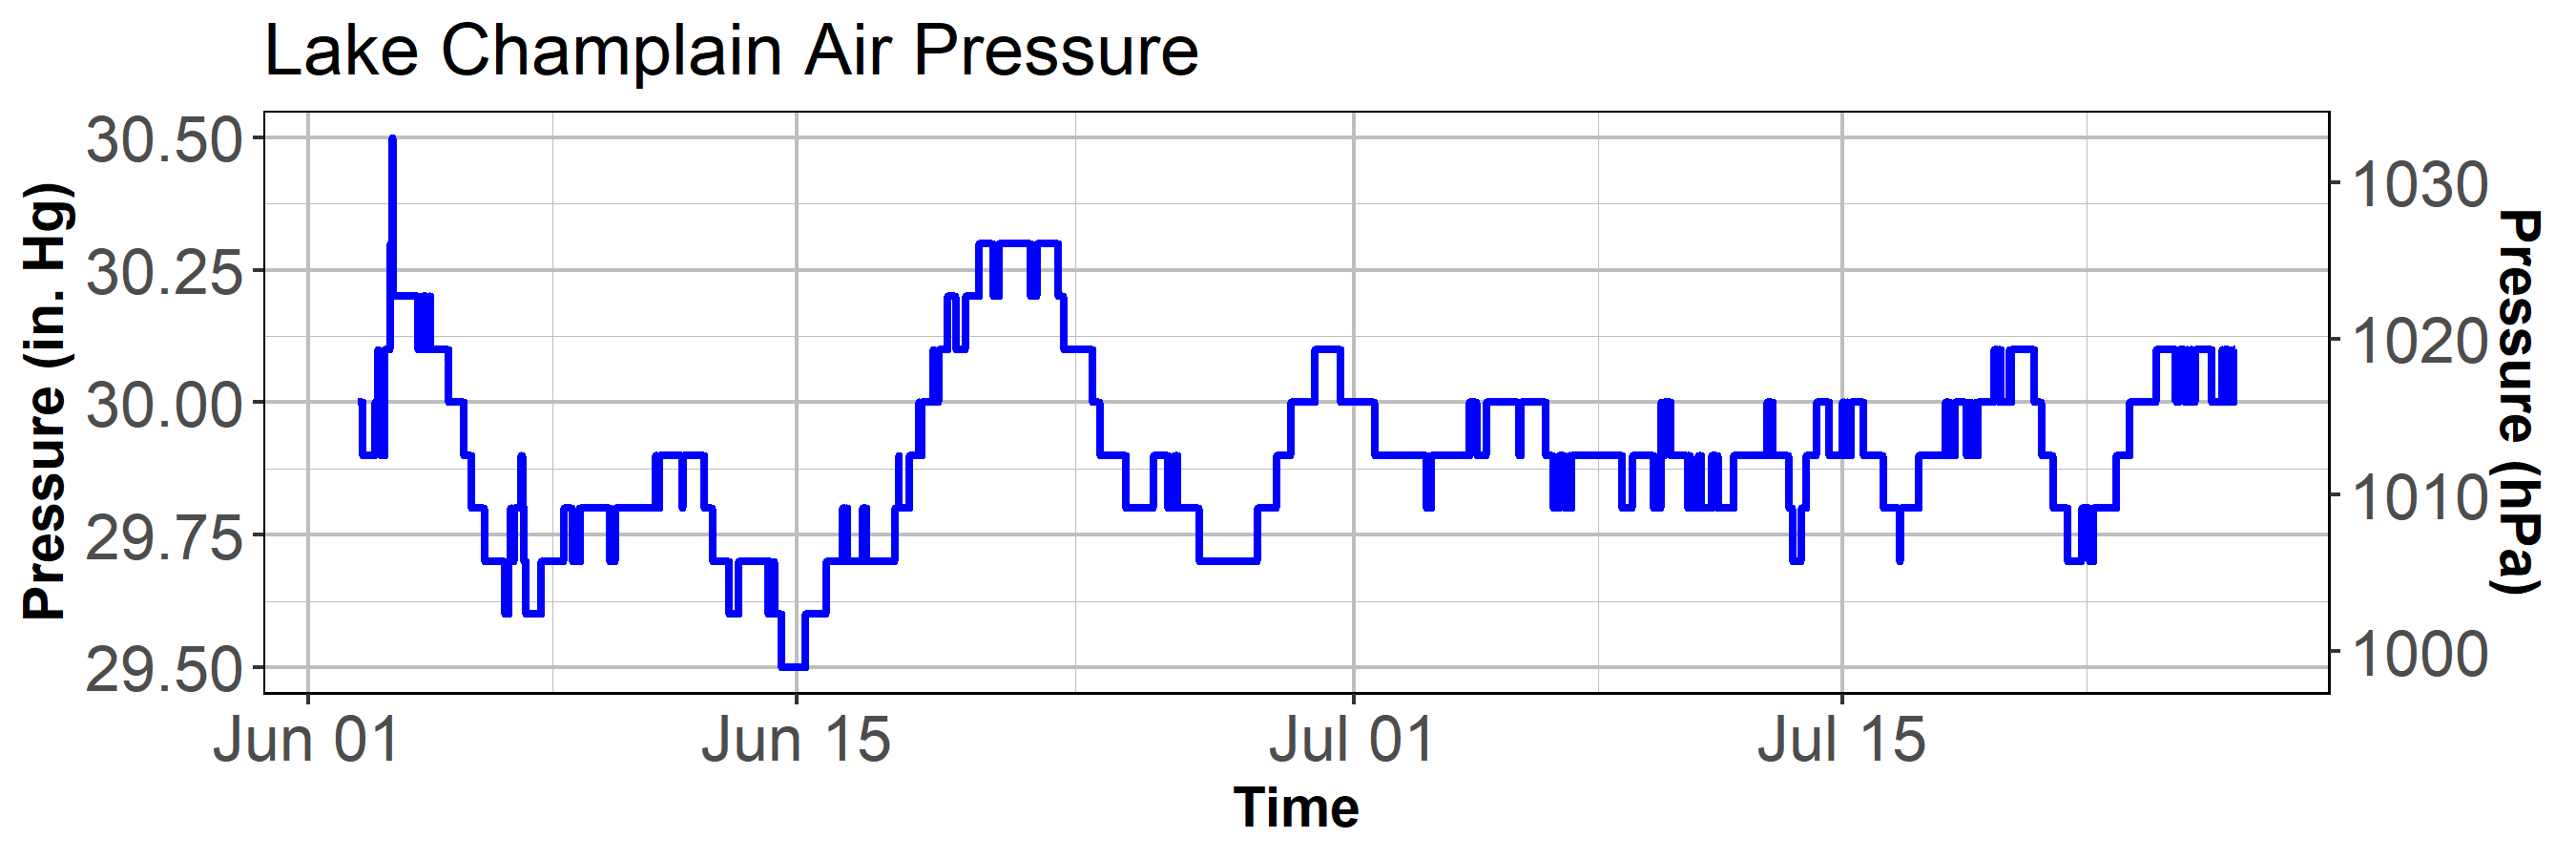 Lake Champlain Air Pressure
Pressure (in. Hg)
30.50
30.25
30.00
29.75
29.50
1030
1020
1010
1000
Pressure (hPa)
Jun 01 Jun 15 Jul 01 Jul 15
Time